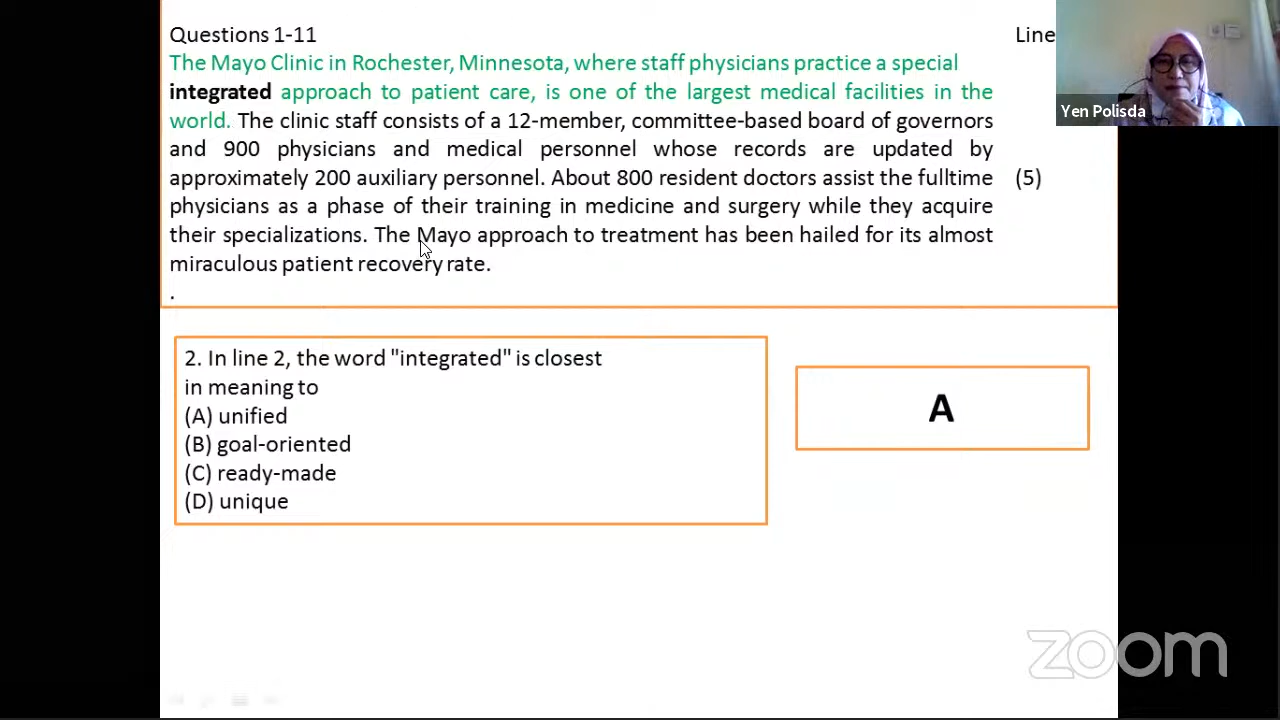 Questions 1-11 Line
The Mayo Clinic in Rochester, Minnesota, where staff physicians practice a special
integrated approach to patient care, is one of the largest medical facilities in the
world. The clinic staff consists of a 12-member, committee-based board of governors
and 900 physicians and medical personnel whose records are updated by
approximately 200 auxiliary personnel. About 800 resident doctors assist the fulltime (5)
physicians as a phase of their training in medicine and surgery while they acquire
their specializations. The Mayo approach to treatment has been hailed for its almost
miraculous patient recovery rate.
.
2. In line 2, the word "integrated" is closest
in meaning to
(A) unified
(B) goal-oriented
(C) ready-made
(D) unique
A
Yen Polisda
zoom